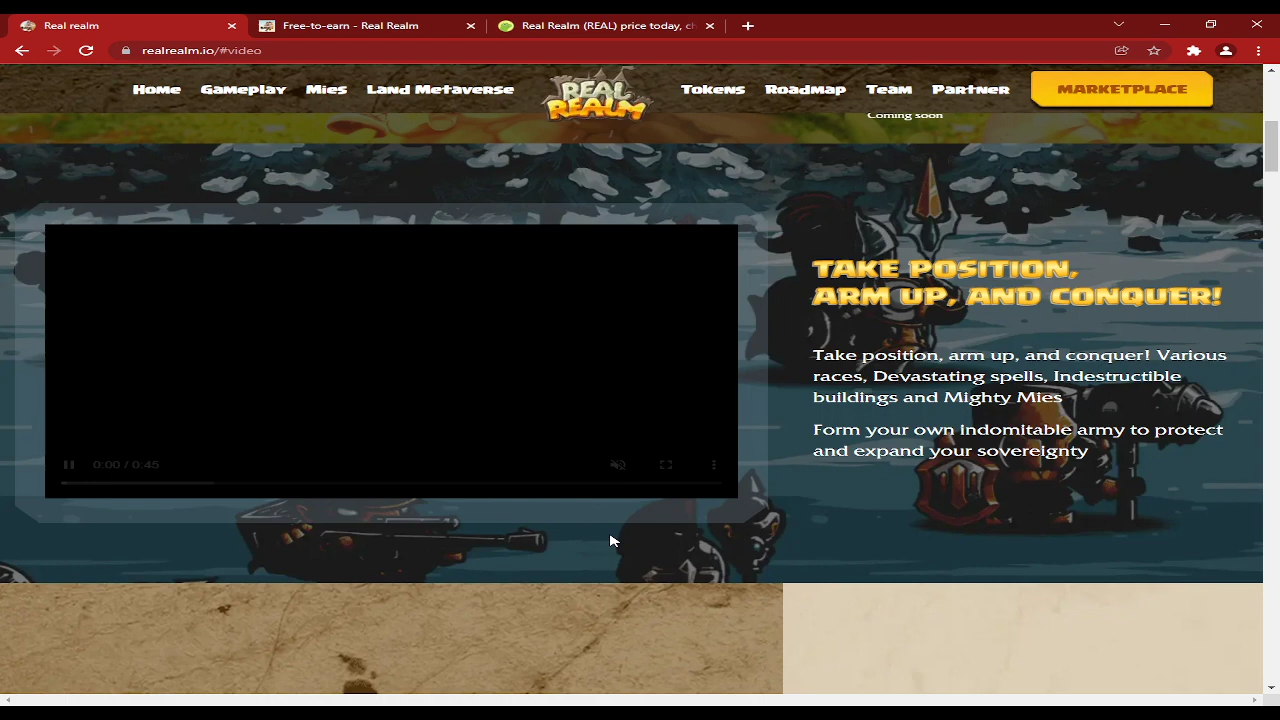 Real realm
Free-to-earn - Real Realm
Real Realm (REAL) price today, ch
realrealm.io/#video
Home
Gameplay
Mies
Land Metaverse
REAL
REALM
Tokens
Roadmap
Team
Partner
MARKETPLACE
Coming soon
TAKE POSITION,
ARM UP, AND CONQUER!
Take position, arm up, and conquer! Various
races, Devastating spells, Indestructible
buildings and Mighty Mies
Form your own indomitable army to protect
and expand your sovereignty
0:00 / 0:45